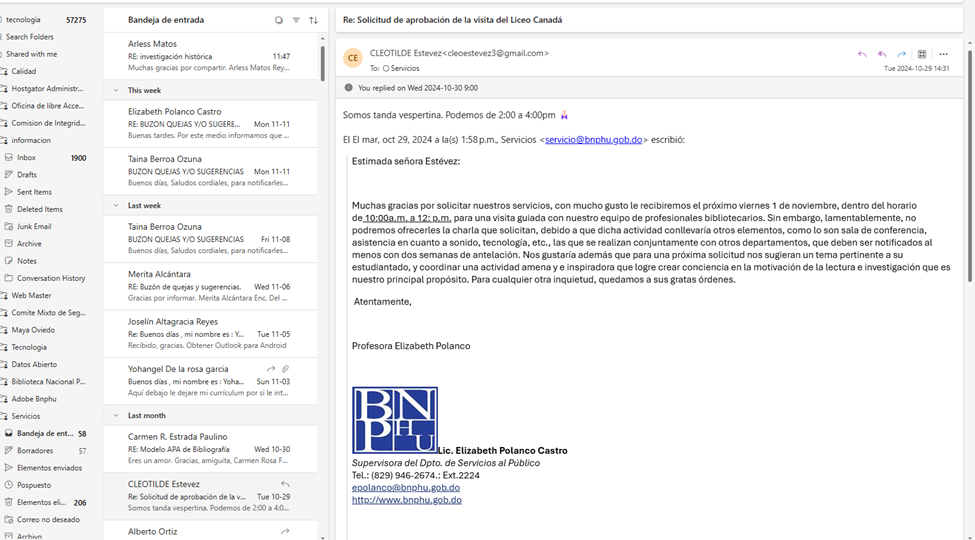 tecnologia 57275
Search Folders
Shared with me
Calidad
Hostgator Administr...
Oficina de libre Acce...
Comision de Integrid...
informacion
Inbox 1900
Drafts
Sent Items
Deleted Items
Junk Email
Archive
Notes
Conversation History
Web Master
Comite Mixto de Seg...
Maya Oviedo
Tecnologia
Datos Abierto
Biblioteca Nacional P...
Adobe Bnphu
Servicios
Bandeja de ent... 58
Borradores 57
Elementos enviados
Pospuesto
Elementos eli... 206
Correo no deseado
Archivo
Bandeja de entrada
Arless Matos
RE: investigación histórica 11:47
Muchas gracias por compartir. Arless Matos Rey...
This week
Elizabeth Polanco Castro
RE: BUZON QUEJAS Y/O SUGERE... Mon 11-11
Buenas tardes. Por este medio informamos que ...
Taina Berroa Ozuna
BUZON QUEJAS Y/O SUGERENCIAS Mon 11-11
Buenos días, Saludos cordiales, para notificarles...
Last week
Taina Berroa Ozuna
BUZON QUEJAS Y/O SUGERENCIAS Fri 11-08
Buenos días, Saludos cordiales, para notificarles...
Merita Alcántara
RE: Buzón de quejas y sugerencias. Wed 11-06
Gracias por informar. Merita Alcántara Enc. Del ...
Joselín Altagracia Reyes
Re: Buenos días , mi nombre es : Y... Tue 11-05
Recibido, gracias. Obtener Outlook para Android
Yohangel De la rosa garcia
Buenos días , mi nombre es : Yoha... Sun 11-03
Aquí debajo le dejare mi currículum por si le int...
Last month
Carmen R. Estrada Paulino
RE: Modelo APA de Bibliografía Wed 10-30
Eres un amor. Gracias, amiguita, Carmen Rosa F...
CLEOTILDE Estevez
Re: Solicitud de aprobación de la v... Tue 10-29
Somos tanda vespertina. Podemos de 2:00 a 4:0...
Alberto Ortiz
Re: Solicitud de aprobación de la visita del Liceo Canadá
CE
CLEOTILDE Estevez<cleoestevez3@gmail.com>
To: Servicios
Tue 2024-10-29 14:31
You replied on Wed 2024-10-30 9:00
Somos tanda vespertina. Podemos de 2:00 a 4:00pm
El El mar, oct 29, 2024 a la(s) 1:58 p.m., Servicios <servicio@bnphu.gob.do> escribió:
Estimada señora Estévez:
Muchas gracias por solicitar nuestros servicios, con mucho gusto le recibiremos el próximo viernes 1 de noviembre, dentro del horario
de 10:00a.m. a 12: p.m. para una visita guiada con nuestro equipo de profesionales bibliotecarios. Sin embargo, lamentablemente, no
podremos ofrecerles la charla que solicitan, debido a que dicha actividad conllevaría otros elementos, como lo son sala de conferencia,
asistencia en cuanto a sonido, tecnología, etc., las que se realizan conjuntamente con otros departamentos, que deben ser notificados al
menos con dos semanas de antelación. Nos gustaría además que para una próxima solicitud nos sugieran un tema pertinente a su
estudiantado, y coordinar una actividad amena y e inspiradora que logre crear conciencia en la motivación de la lectura e investigación que es
nuestro principal propósito. Para cualquier otra inquietud, quedamos a sus gratas órdenes.
Atentamente,
Profesora Elizabeth Polanco
BN
PHU
Lic. Elizabeth Polanco Castro
Supervisora del Dpto. de Servicios al Público
Tel.: (829) 946-2674.: Ext.2224
epolanco@bnphu.gob.do
http://www.bnphu.gob.do